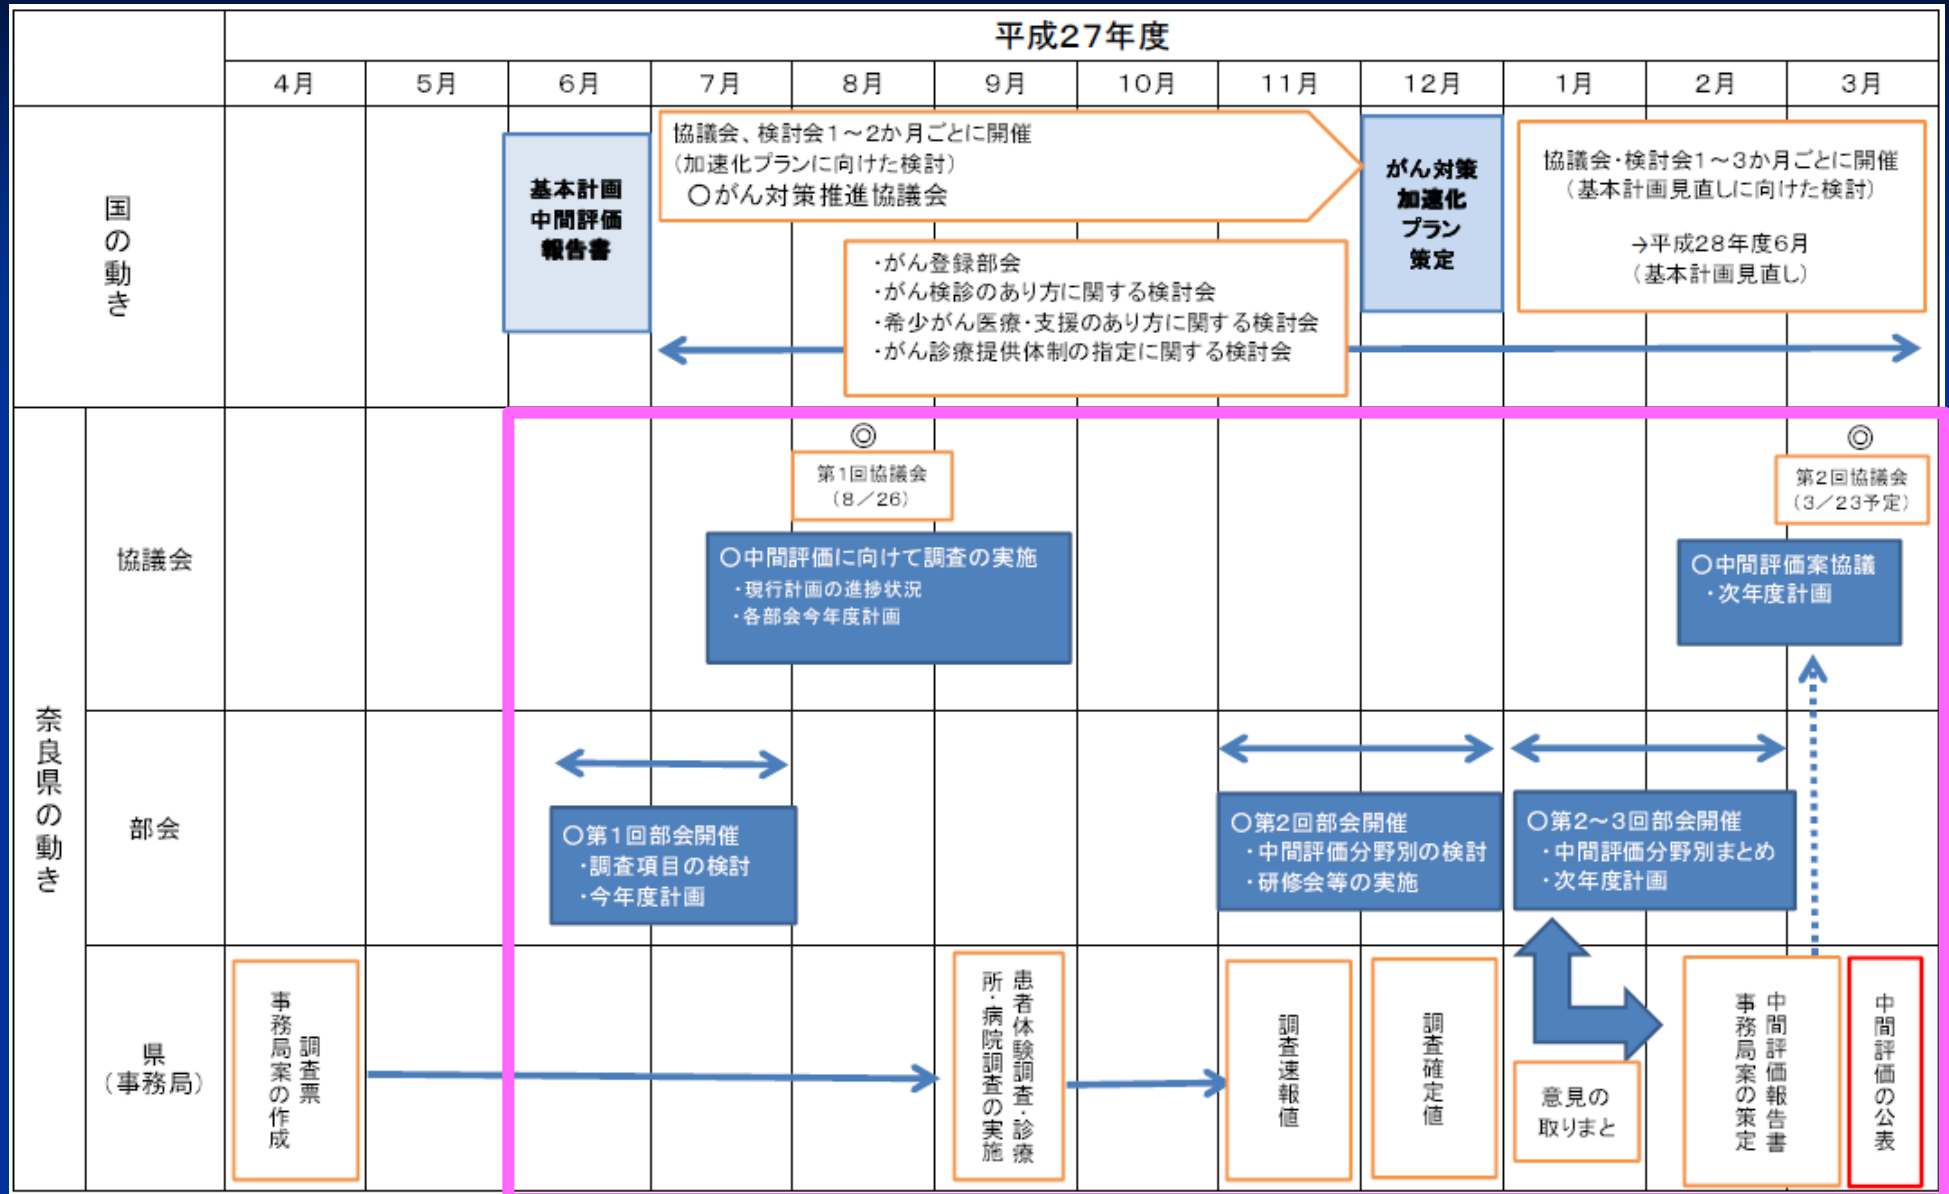 平成27年度
4月
5月
6月
7月
8月
9月
10月
11月
12月
1月
2月
3月
国の動き
基本計画
中間評価
報告書
協議会、検討会1～2か月ごとに開催
(加速化プランに向けた検討)
〇がん対策推進協議会
・がん登録部会
・がん検診のあり方に関する検討会
・希少がん医療・支援のあり方に関する検討会
・がん診療提供体制の指定に関する検討会
がん対策
加速化
プラン
策定
協議会・検討会1～3か月ごとに開催
(基本計画見直しに向けた検討)
→平成28年度6月
(基本計画見直し)
奈良県の動き
協議会
◎
第1回協議会
(8／26)
〇中間評価に向けて調査の実施
・現行計画の進捗状況
・各部会今年度計画
◎
第2回協議会
(3／23予定)
〇中間評価案協議
・次年度計画
部会
〇第1回部会開催
・調査項目の検討
・今年度計画
〇第2回部会開催
・中間評価分野別の検討
・研修会等の実施
〇第2～3回部会開催
・中間評価分野別まとめ
・次年度計画
県
(事務局)
調査票
事務局案の作成
患者体験調査・診療
所・病院調査の実施
調査速報値
調査確定値
意見の
取りまと
中間評価報告書
事務局案の策定
中間評価の公表